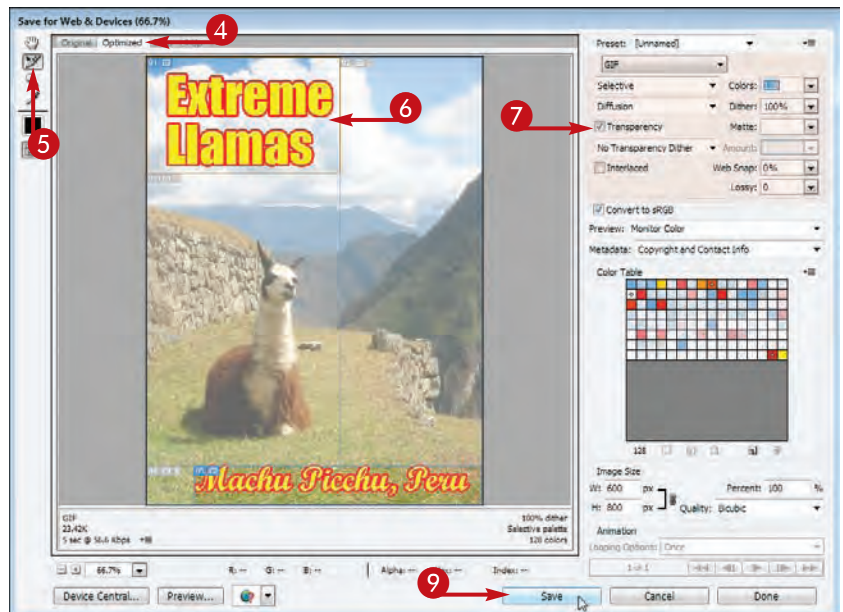 Save for Web & Devices (66.7%)
Original Optimized
4
5
Extreme
Llamas
6
Machu Picchu, Peru
GIF
23.42K
5 sec @ 56.6 Kbps
100% dither
Selective palette
128 colors
66.7% R: -- G: -- B: -- Alpha: -- Index: --
Device Central... Preview...
Preset: [Unnamed]
GIF
Selective Colors:
Diffusion Dither: 100%
7
Transparency Matte:
No Transparency Dither Amount:
Interlaced Web Snap: 0%
Lossy: 0
Convert to sRGB
Preview: Monitor Color
Metadata: Copyright and Contact Info
Color Table
128
Image Size
W: 600 px Percent: 100 %
H: 800 px Quality: Bicubic
Animation
Looping Options: Once
1 of 1
9
Save Cancel Done